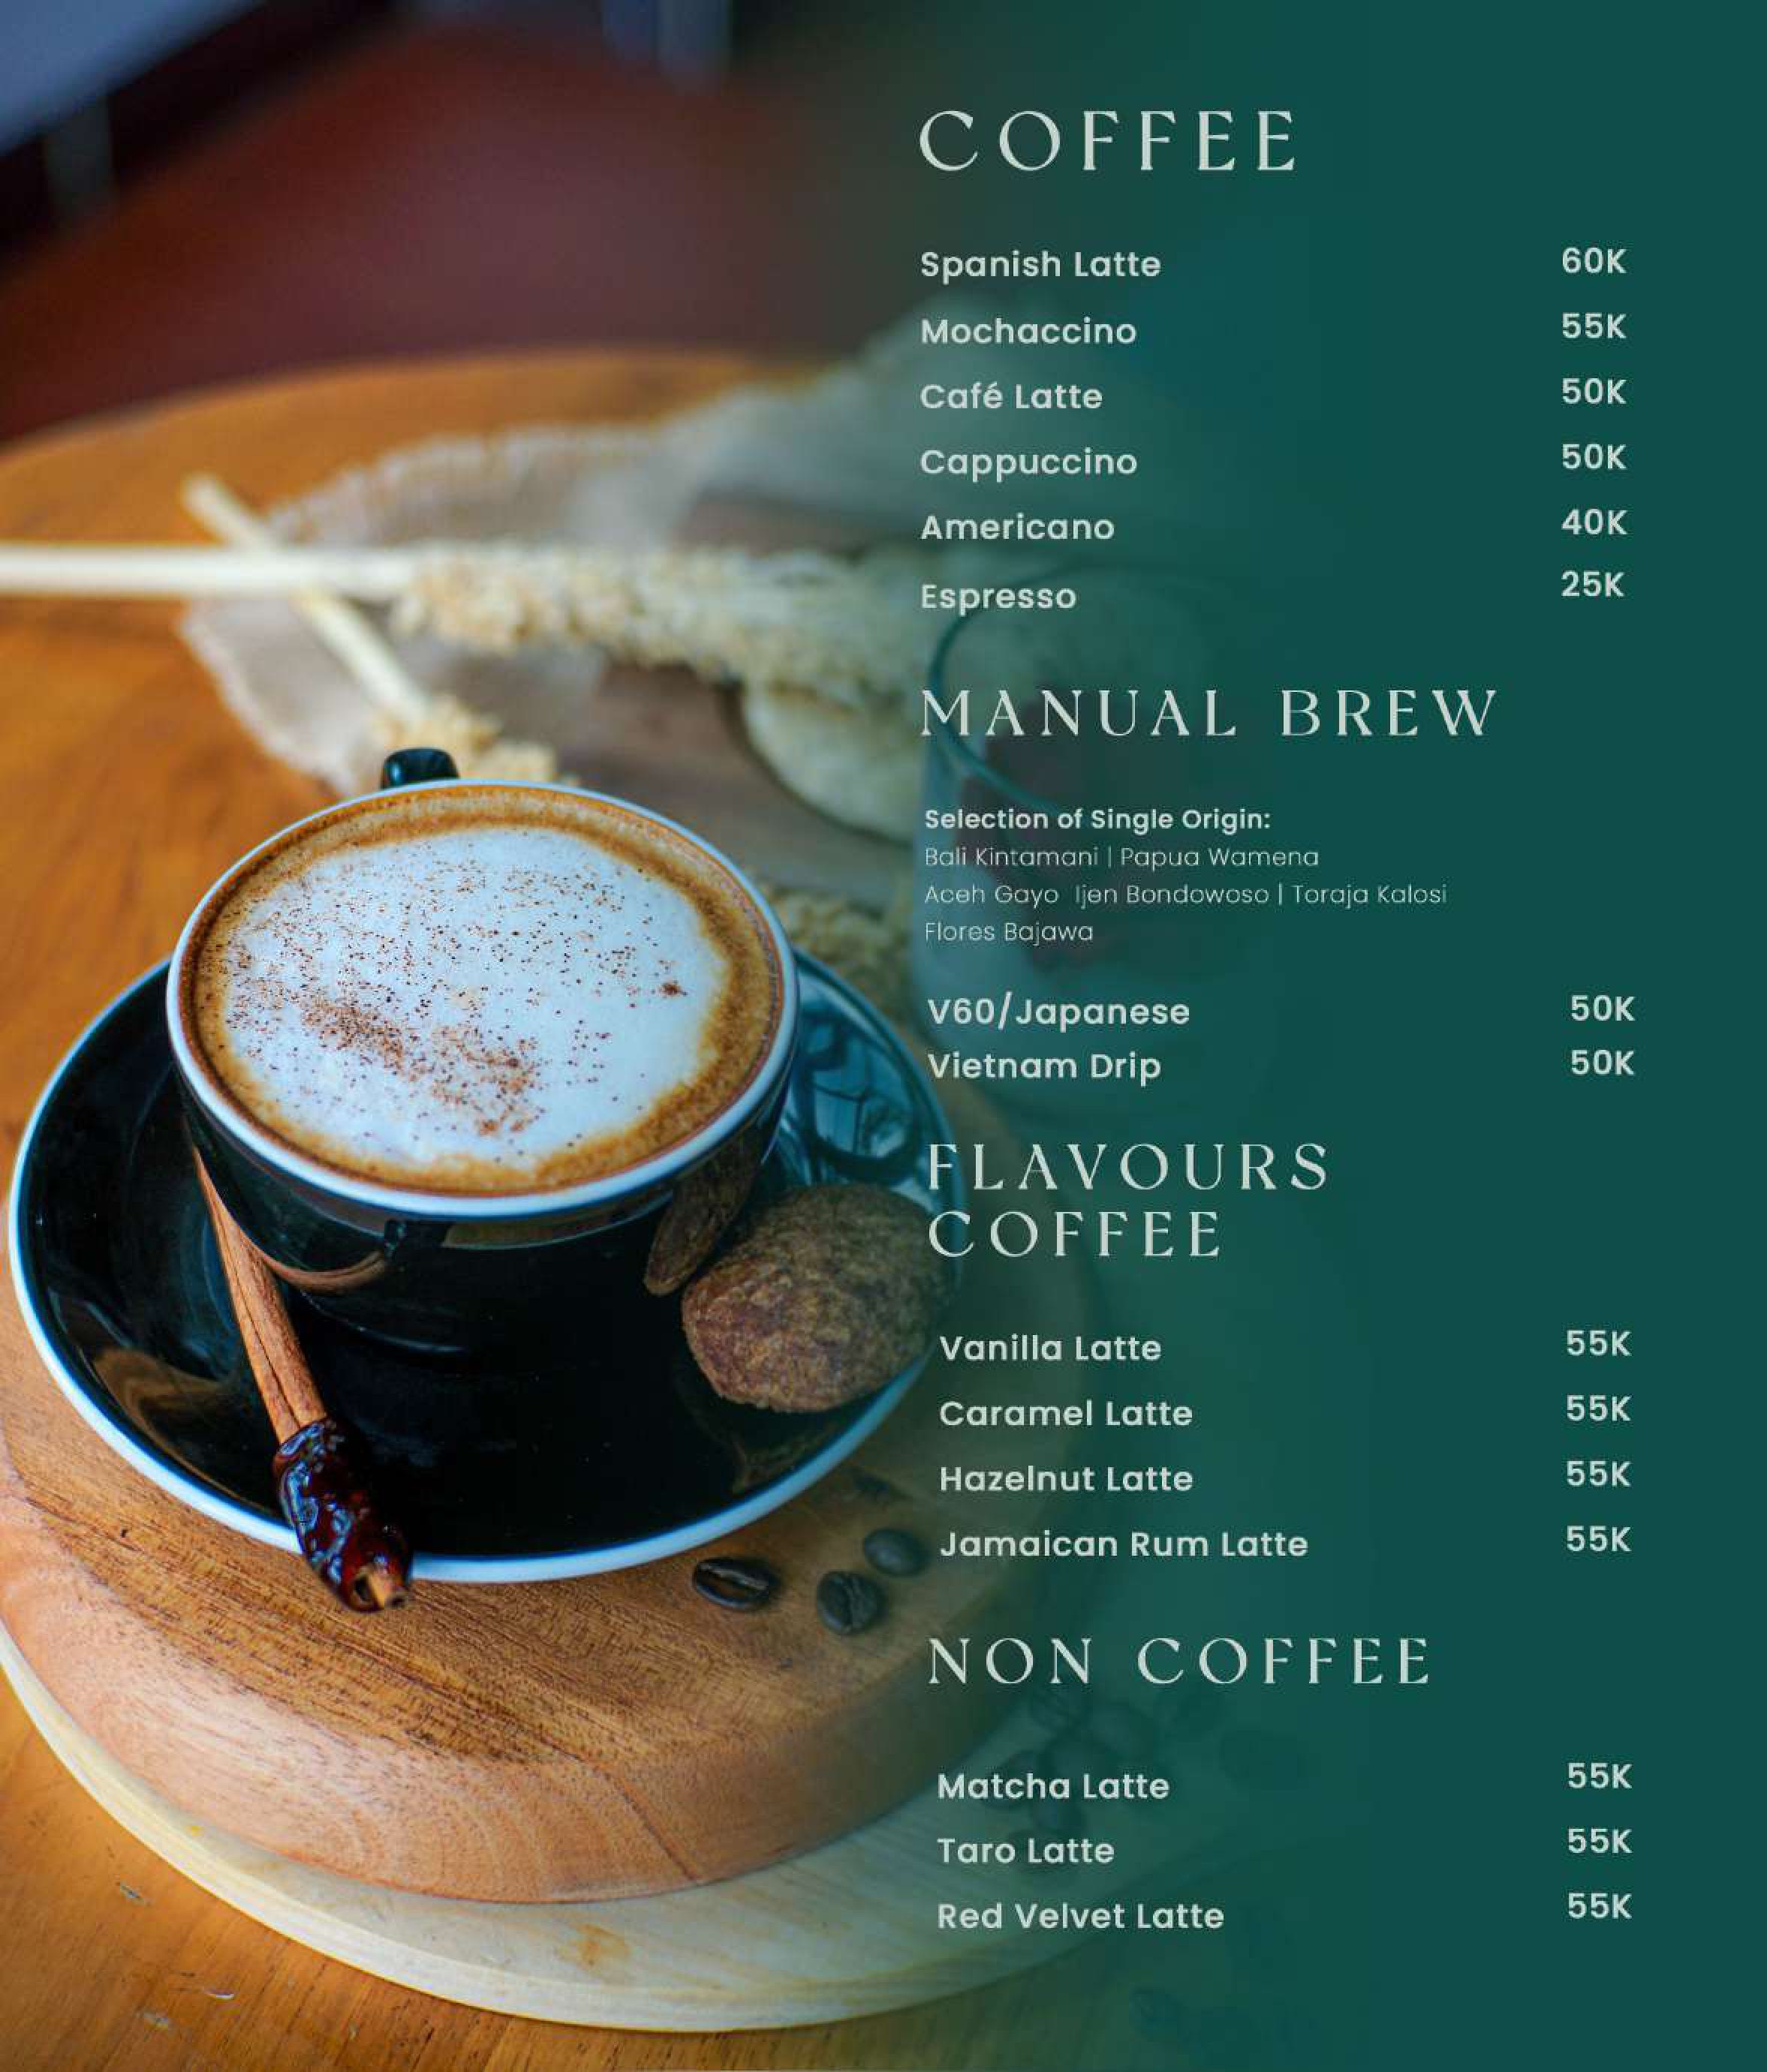 COFFEE
Spanish Latte 60K
Mochaccino 55K
Café Latte 50K
Cappuccino 50K
Americano 40K
Espresso 25K
MANUAL BREW
Selection of Single Origin:
Bali Kintamani | Papua Wamena
Aceh Gayo Ijen Bondowoso | Toraja Kalosi
Flores Bajawa
V60/Japanese 50K
Vietnam Drip 50K
FLAVOURS
COFFEE
Vanilla Latte 55K
Caramel Latte 55K
Hazelnut Latte 55K
Jamaican Rum Latte 55K
NON COFFEE
Matcha Latte 55K
Taro Latte 55K
Red Velvet Latte 55K